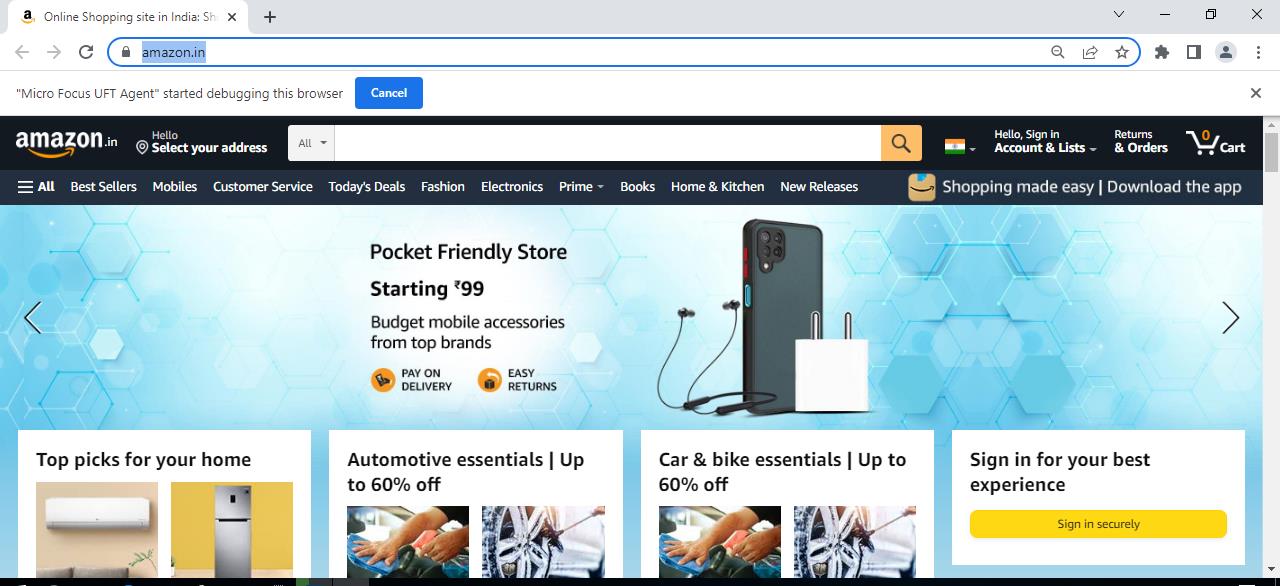 Online Shopping site in India: Sh
amazon.in
"Micro Focus UFT Agent" started debugging this browser
Cancel
amazon.in
Hello
Select your address
All
Hello, Sign in
Account & Lists
Returns
& Orders
0
Cart
All
Best Sellers
Mobiles
Customer Service
Today's Deals
Fashion
Electronics
Prime
Books
Home & Kitchen
New Releases
Shopping made easy | Download the app
Pocket Friendly Store
Starting ₹99
Budget mobile accessories
from top brands
PAY ON
DELIVERY
EASY
RETURNS
Top picks for your home
Automotive essentials | Up
to 60% off
Car & bike essentials | Up to
60% off
Sign in for your best
experience
Sign in securely